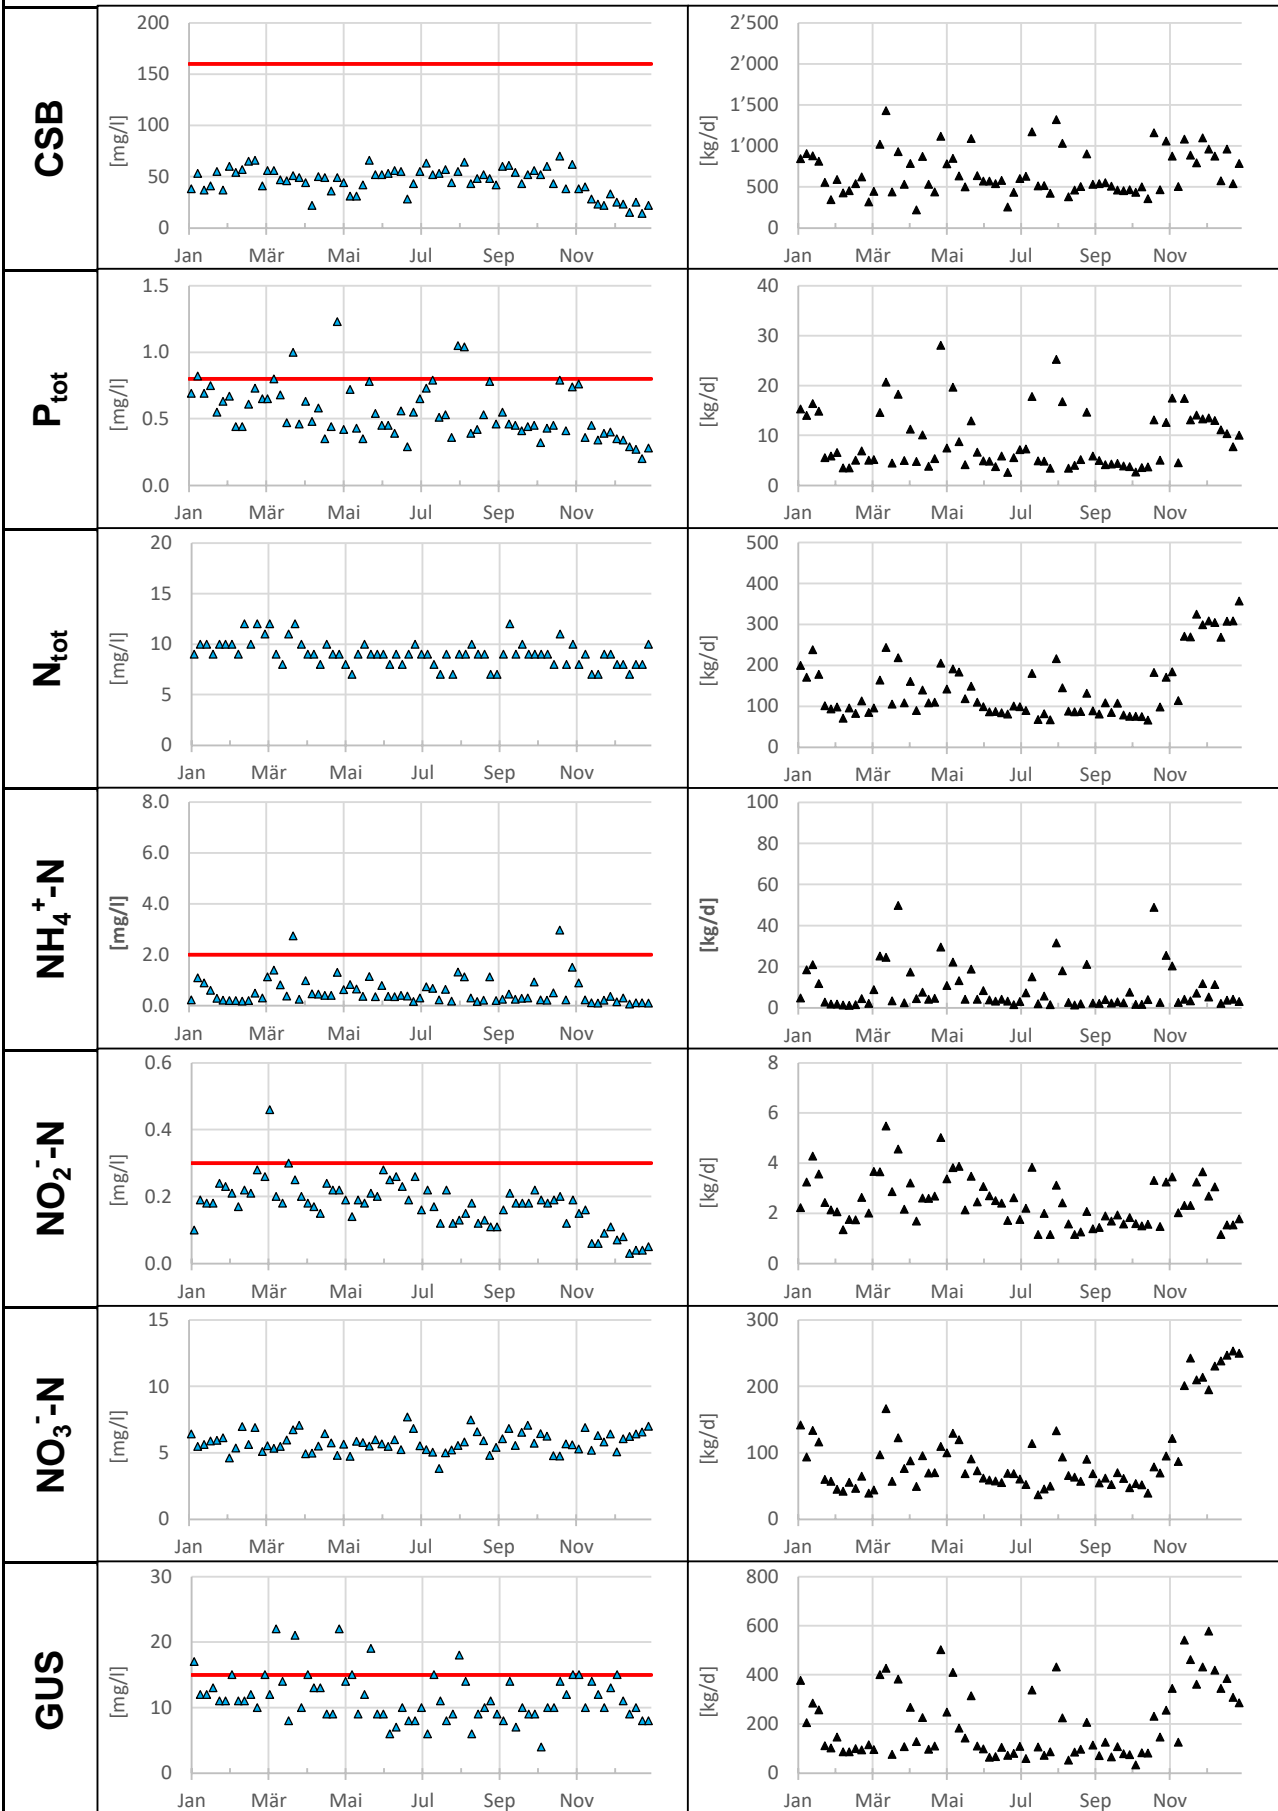 CSB
[mg/l]
200
150
100
50
0
Jan Mär Mai Jul Sep Nov
[kg/d]
2’500
2’000
1’500
1’000
500
0
Jan Mär Mai Jul Sep Nov
Ptot
[mg/l]
1.5
1.0
0.5
0.0
Jan Mär Mai Jul Sep Nov
[kg/d]
40
30
20
10
0
Jan Mär Mai Jul Sep Nov
Ntot
[mg/l]
20
15
10
5
0
Jan Mär Mai Jul Sep Nov
[kg/d]
500
400
300
200
100
0
Jan Mär Mai Jul Sep Nov
NH₄⁺-N
[mg/l]
8.0
6.0
4.0
2.0
0.0
Jan Mär Mai Jul Sep Nov
[kg/d]
100
80
60
40
20
0
Jan Mär Mai Jul Sep Nov
NO₂⁻-N
[mg/l]
0.6
0.4
0.2
0.0
Jan Mär Mai Jul Sep Nov
[kg/d]
8
6
4
2
0
Jan Mär Mai Jul Sep Nov
NO₃⁻-N
[mg/l]
15
10
5
0
Jan Mär Mai Jul Sep Nov
[kg/d]
300
200
100
0
Jan Mär Mai Jul Sep Nov
GUS
[mg/l]
30
20
10
0
Jan Mär Mai Jul Sep Nov
[kg/d]
800
600
400
200
0
Jan Mär Mai Jul Sep Nov